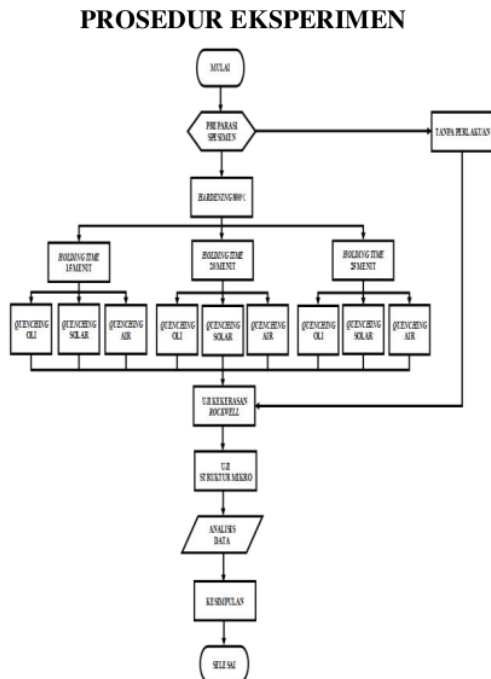 PROSEDUR EKSPERIMEN
MULAI
PREPARASI
SPESIMEN
TANPA PERLAKUAN
HARDENING 800°C
HOLDING TIME
15 MENIT
HOLDING TIME
20 MENIT
HOLDING TIME
25 MENIT
QUENCHING
OLI
QUENCHING
SOLAR
QUENCHING
AIR
QUENCHING
OLI
QUENCHING
SOLAR
QUENCHING
AIR
QUENCHING
OLI
QUENCHING
SOLAR
QUENCHING
AIR
UJI KEKERASAN
ROCKWELL
UJI
STRUKTUR MIKRO
ANALISIS
DATA
KESIMPULAN
SELESAI